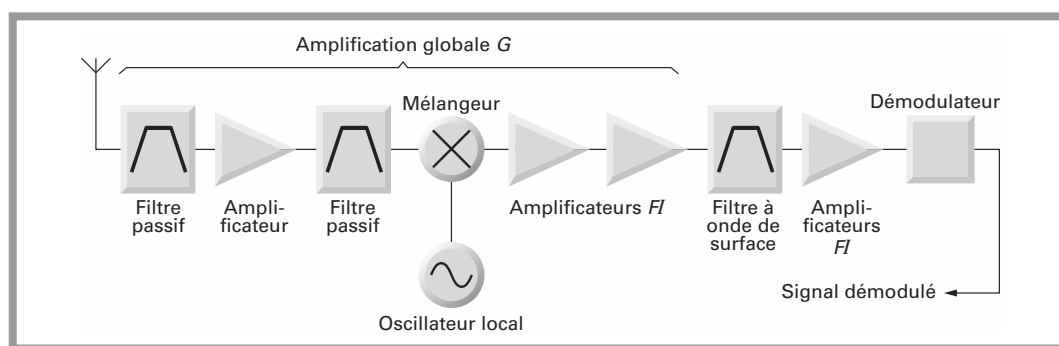 Amplification globale G
Mélangeur
Démodulateur
Filtre
passif
Ampli-
ficateur
Filtre
passif
Amplificateurs FI
Filtre à
onde de
surface
Ampli-
ficateurs
FI
Oscillateur local
Signal démodulé